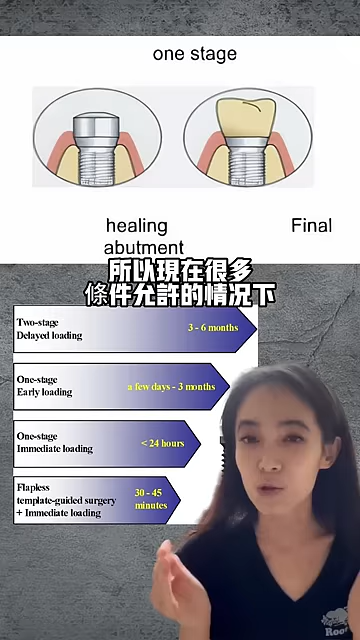 one stage
healing
abutment
Final
所以現在很多
條件允許的情況下
Two-stage
Delayed loading
3 - 6 months
One-stage
Early loading
a few days - 3 months
One-stage
Immediate loading
< 24 hours
Flapless
template-guided surgery
+ Immediate loading
30 - 45
minutes